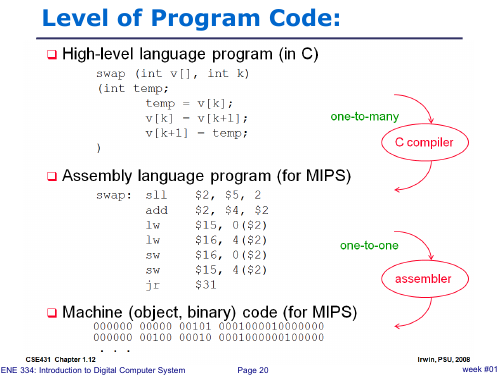 Level of Program Code:
❑ High-level language program (in C)
swap (int v[], int k)
(int temp;
temp = v[k];
v[k] = v[k+1];
v[k+1] = temp;
)
one-to-many
C compiler
❑ Assembly language program (for MIPS)
swap: sll $2, $5, 2
add $2, $4, $2
lw $15, 0($2)
lw $16, 4($2)
sw $16, 0($2)
sw $15, 4($2)
jr $31
one-to-one
assembler
❑ Machine (object, binary) code (for MIPS)
000000 00000 00101 0001000010000000
000000 00100 00010 0001000000100000
. . .
CSE431 Chapter 1.12
Irwin, PSU, 2008
ENE 334: Introduction to Digital Computer System
Page 20
week #01